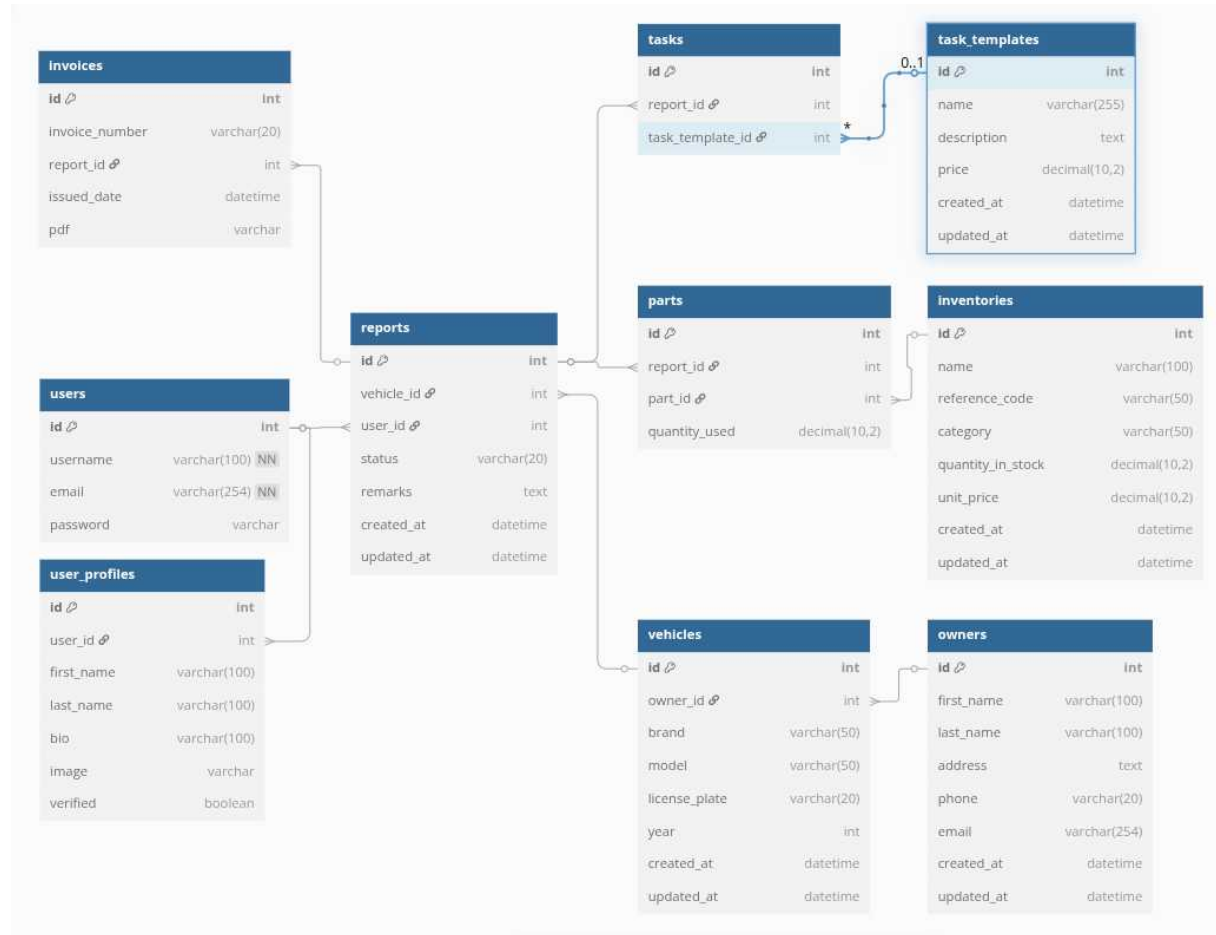 invoices
id int
invoice_number varchar(20)
report_id int
issued_date datetime
pdf varchar
users
id int
username varchar(100) NN
email varchar(254) NN
password varchar
user_profiles
id int
user_id int
first_name varchar(100)
last_name varchar(100)
bio varchar(100)
image varchar
verified boolean
reports
id int
vehicle_id int
user_id int
status varchar(20)
remarks text
created_at datetime
updated_at datetime
tasks
id int
report_id int
task_template_id int
*
0..1
task_templates
id int
name varchar(255)
description text
price decimal(10,2)
created_at datetime
updated_at datetime
parts
id int
report_id int
part_id int
quantity_used decimal(10,2)
inventories
id int
name varchar(100)
reference_code varchar(50)
category varchar(50)
quantity_in_stock decimal(10,2)
unit_price decimal(10,2)
created_at datetime
updated_at datetime
vehicles
id int
owner_id int
brand varchar(50)
model varchar(50)
license_plate varchar(20)
year int
created_at datetime
updated_at datetime
owners
id int
first_name varchar(100)
last_name varchar(100)
address text
phone varchar(20)
email varchar(254)
created_at datetime
updated_at datetime